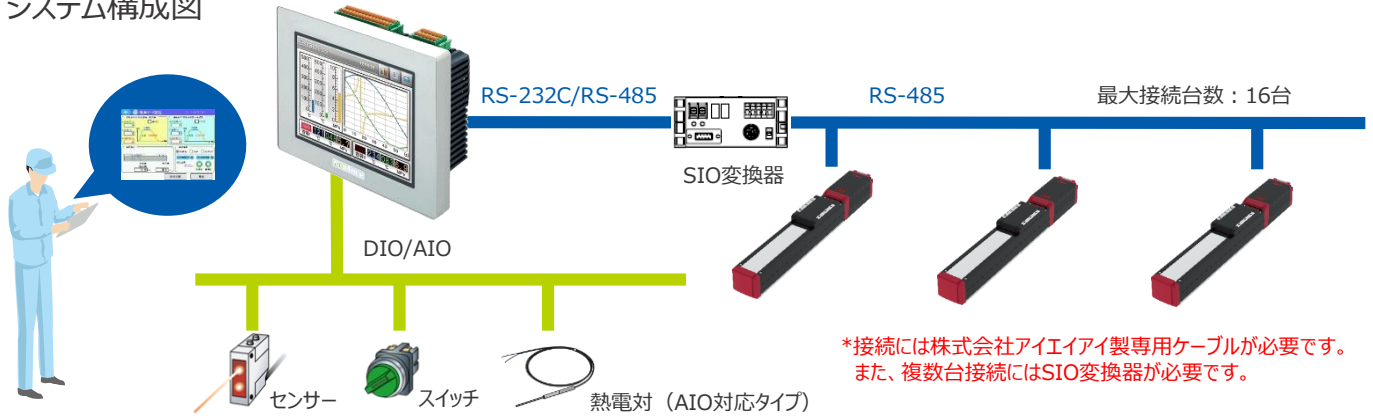 システム構成図
RS-232C/RS-485
RS-485
最大接続台数：16台
SIO変換器
DIO/AIO
センサー
スイッチ
熱電対（AIO対応タイプ）
*接続には株式会社アイエイアイ製専用ケーブルが必要です。
また、複数台接続にはSIO変換器が必要です。